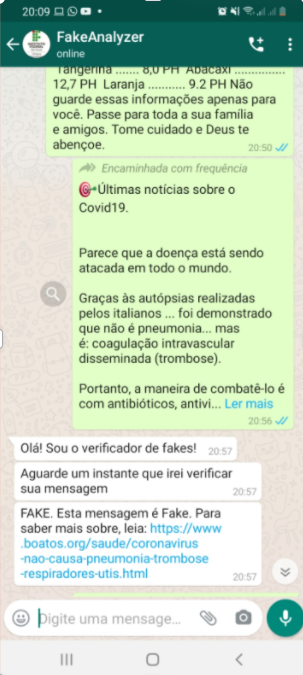 20:09
FakeAnalyzer
online
Tangerina ....... 8,0 PH Abacaxi ..............
12,7 PH Laranja ........... 9.2 PH Não
guarde essas informações apenas para
você. Passe para toda a sua família
e amigos. Tome cuidado e Deus te
abençoe.
20:50
Encaminhada com frequência
Últimas notícias sobre o
Covid19.
Parece que a doença está sendo
atacada em todo o mundo.
Graças às autópsias realizadas
pelos italianos ... foi demonstrado
que não é pneumonia... mas
é: coagulação intravascular
disseminada (trombose).
Portanto, a maneira de combatê-lo é
com antibióticos, antivi... Ler mais
20:56
Olá! Sou o verificador de fakes! 20:57
Aguarde um instante que irei verificar
sua mensagem
20:57
FAKE. Esta mensagem é Fake. Para
saber mais sobre, leia: https://www
.boatos.org/saude/coronavirus
-nao-causa-pneumonia-trombose
-respiradores-utis.html
20:57
Digite uma mensage...